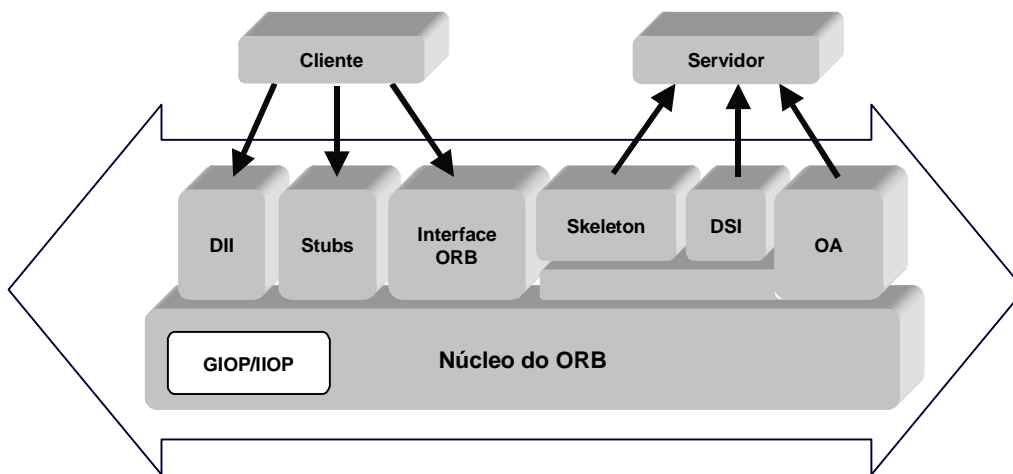 Cliente
Servidor
DII
Stubs
Interface
ORB
Skeleton
DSI
OA
GIOP/IIOP
Núcleo do ORB